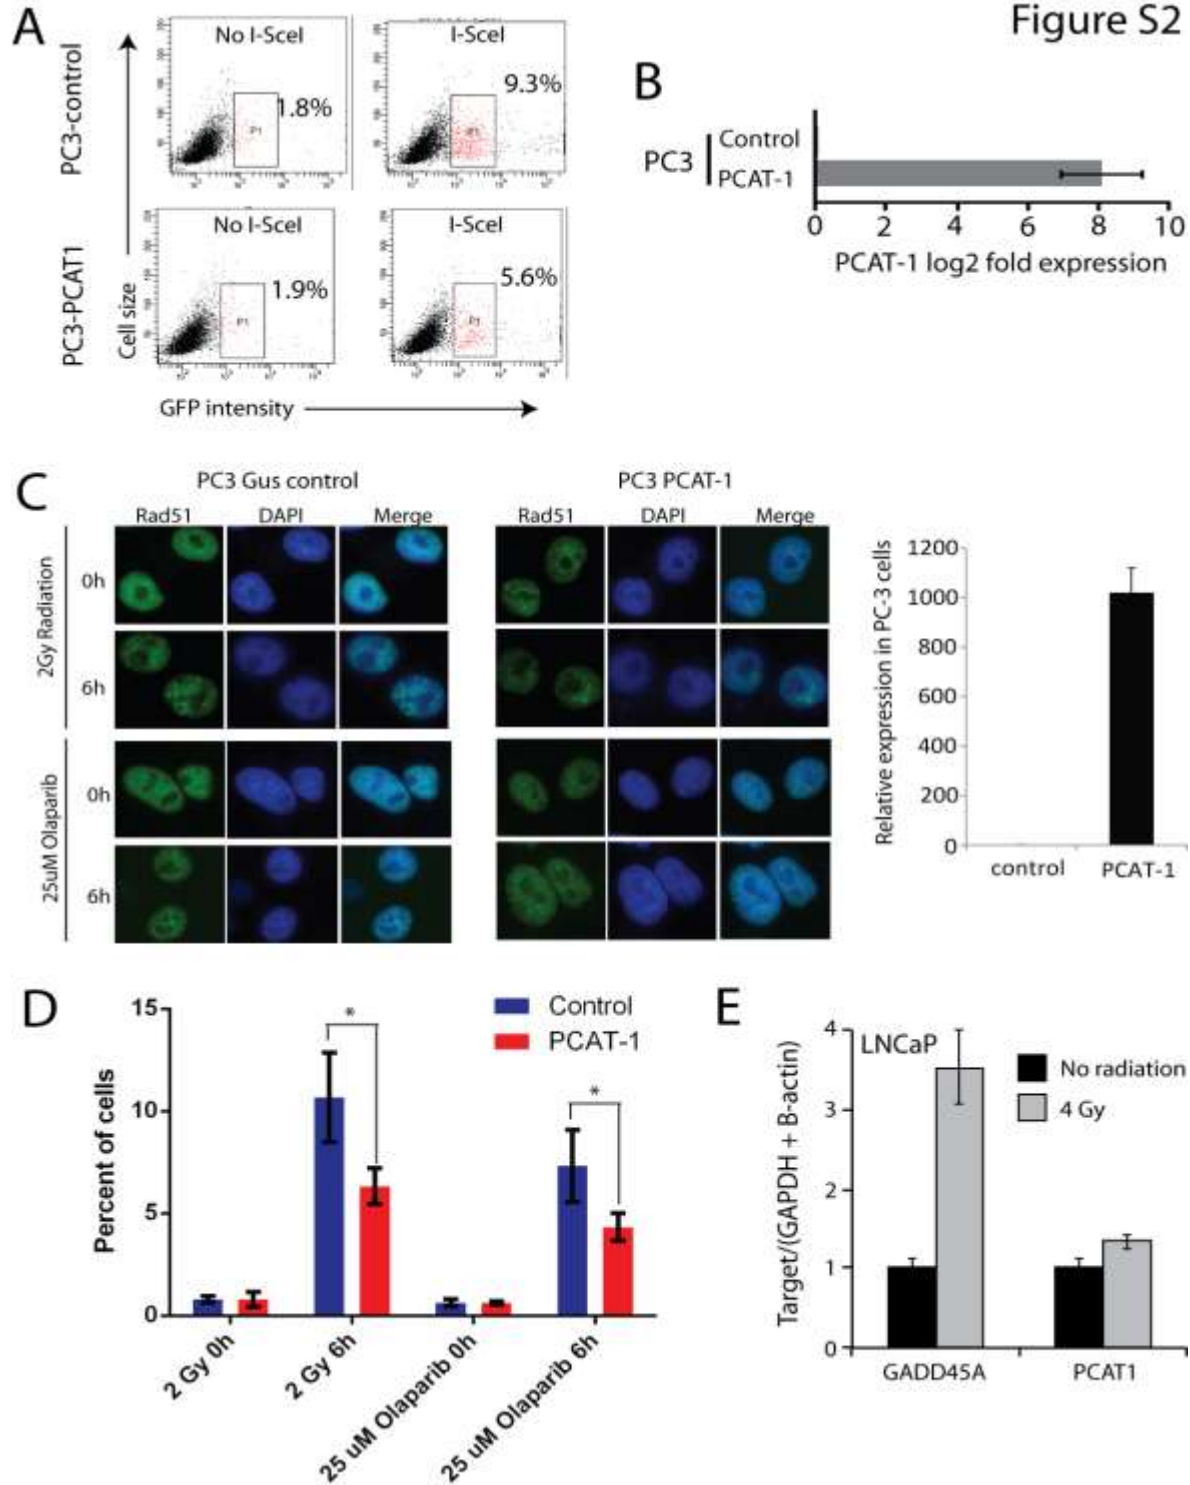 Figure S2
A
PC3-control
No I-SceI
1.8%
P1
I-SceI
9.3%
P1
PC3-PCAT1
Cell size
No I-SceI
1.9%
P1
I-SceI
5.6%
P1
GFP intensity
B
PC3
Control
PCAT-1
0 2 4 6 8 10
PCAT-1 log2 fold expression
C
PC3 Gus control
PC3 PCAT-1
Rad51 DAPI Merge
Rad51 DAPI Merge
2Gy Radiation
0h
6h
25uM Olaparib
0h
6h
Relative expression in PC-3 cells
1200
1000
800
600
400
200
0
control PCAT-1
D
Control
PCAT-1
Percent of cells
15
10
5
0
*
*
2 Gy 0h
2 Gy 6h
25 uM Olaparib 0h
25 uM Olaparib 6h
E
LNCaP
No radiation
4 Gy
Target/(GAPDH + B-actin)
4
3
2
1
0
GADD45A PCAT1